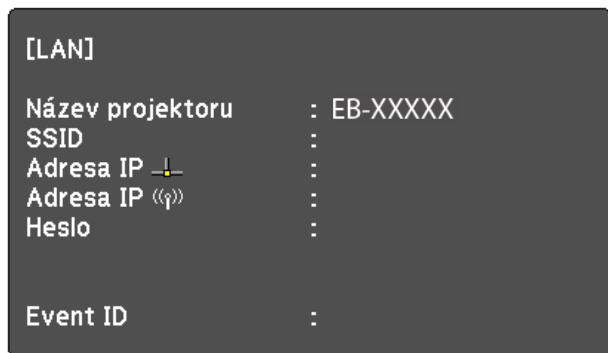 [LAN]
Název projektoru : EB-XXXXX
SSID :
Adresa IP :
Adresa IP :
Heslo :
Event ID :